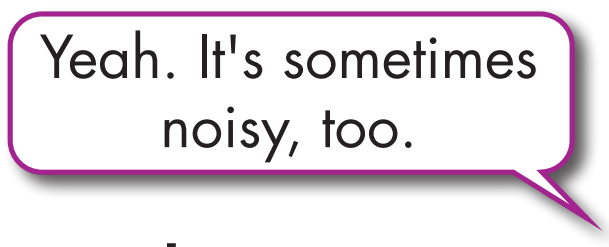 Yeah. It's sometimes
noisy, too.